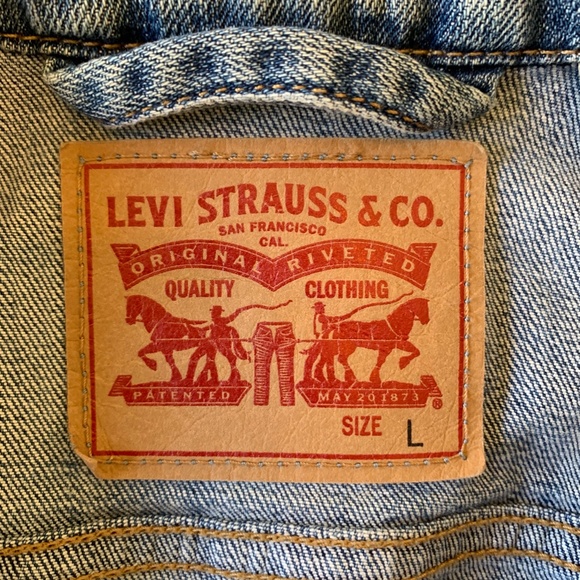 LEVI STRAUSS & CO.
SAN FRANCISCO
CAL.
ORIGINAL RIVETED
QUALITY CLOTHING
PATENTED MAY 20 1873 ®
SIZE L